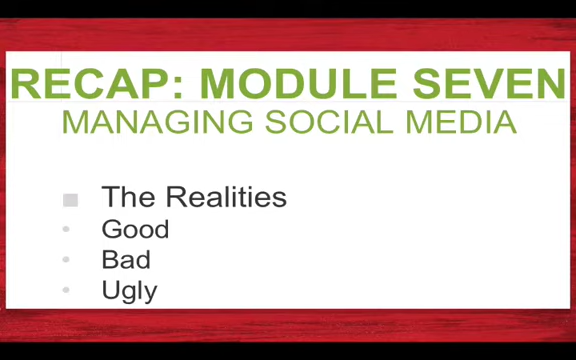 RECAP: MODULE SEVEN
MANAGING SOCIAL MEDIA
The Realities
Good
Bad
Ugly